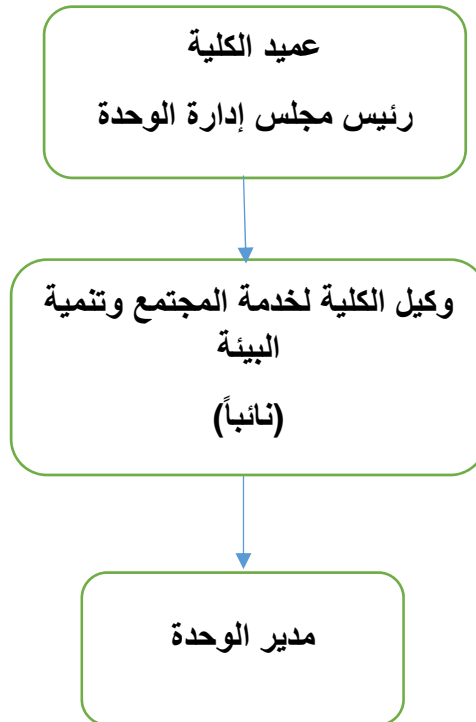 عميد الكلية
رئيس مجلس إدارة الوحدة
وكيل الكلية لخدمة المجتمع وتنمية
البيئة
(نائباً)
مدير الوحدة